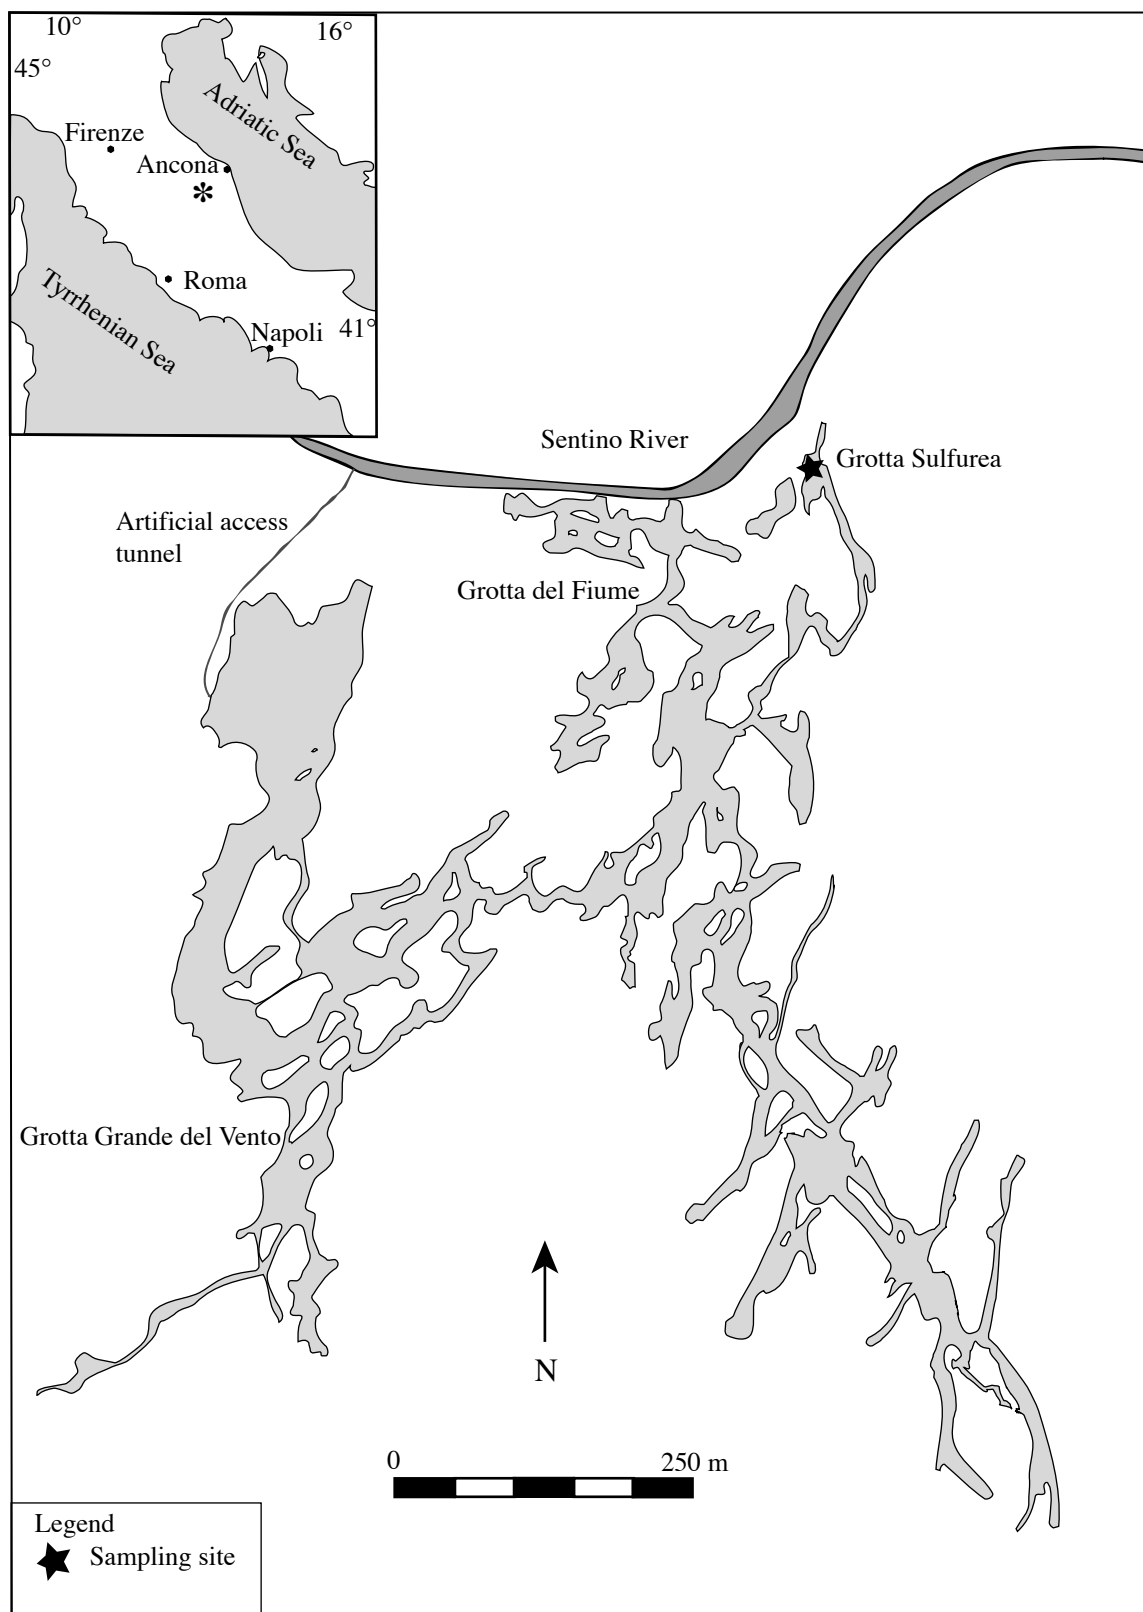 10°
16°
45°
Adriatic Sea
Firenze
Ancona
*
Roma
Tyrrhenian Sea
Napoli
41°
Sentino River
Grotta Sulfurea
Artificial access
tunnel
Grotta del Fiume
Grotta Grande del Vento
N
0
250 m
Legend
Sampling site